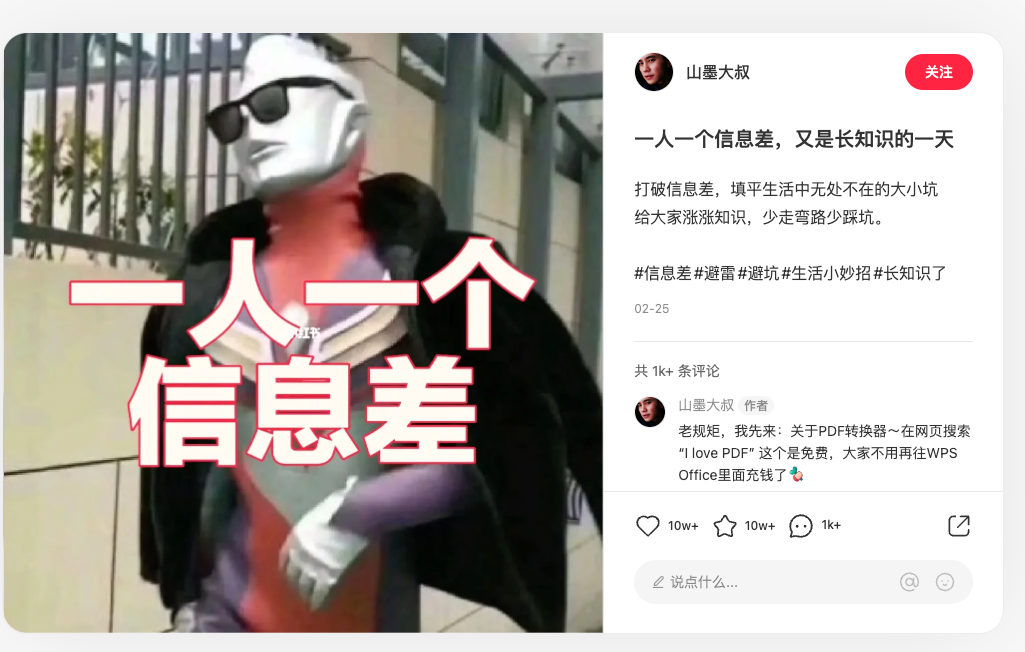 一人一个
信息差
山墨大叔
关注
一人一个信息差，又是长知识的一天
打破信息差，填平生活中无处不在的大小坑
给大家涨涨知识，少走弯路少踩坑。
#信息差#避雷#避坑#生活小妙招#长知识了
02-25
共 1k+ 条评论
山墨大叔 作者
老规矩，我先来：关于PDF转换器～在网页搜索
“I love PDF” 这个是免费，大家不用再往WPS
Office里面充钱了
10w+ 10w+ 1k+
说点什么...